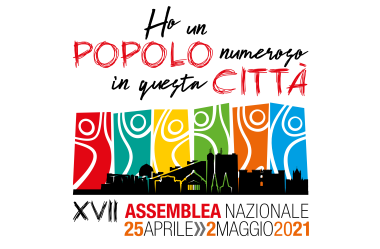 Ho un
POPOLO numeroso
in questa CITTÀ
XVII ASSEMBLEA NAZIONALE
25APRILE»2MAGGIO2021